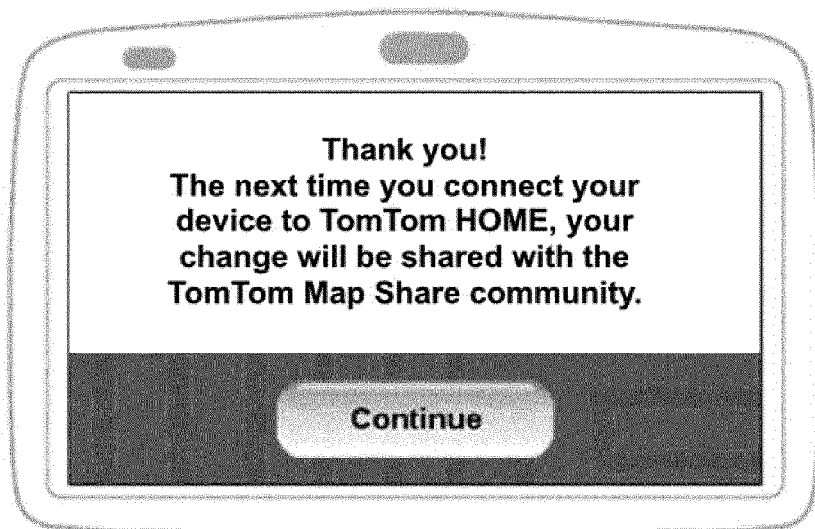 Thank you!
The next time you connect your
device to TomTom HOME, your
change will be shared with the
TomTom Map Share community.
Continue